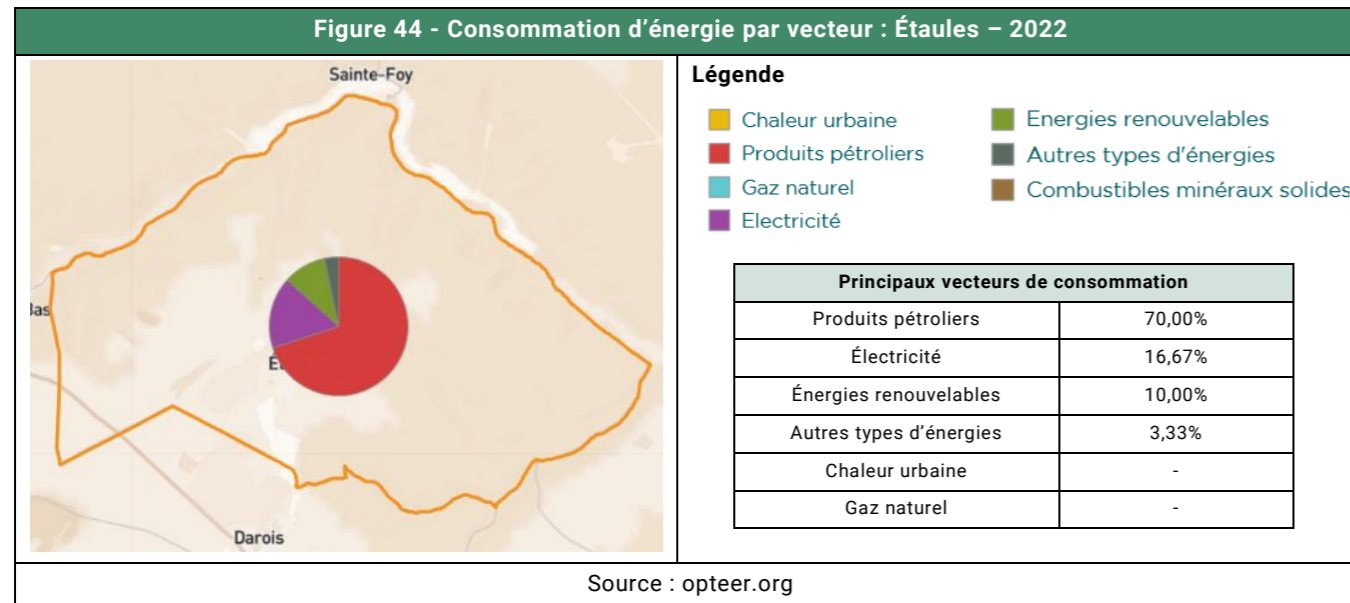 Figure 44 - Consommation d’énergie par vecteur : Étaules – 2022
Sainte-Foy
Bas
Darois
Légende
Chaleur urbaine
Produits pétroliers
Gaz naturel
Electricité
Energies renouvelables
Autres types d'énergies
Combustibles minéraux solides
Principaux vecteurs de consommation
Produits pétroliers 70,00%
Électricité 16,67%
Énergies renouvelables 10,00%
Autres types d’énergies 3,33%
Chaleur urbaine -
Gaz naturel -
Source : opteer.org